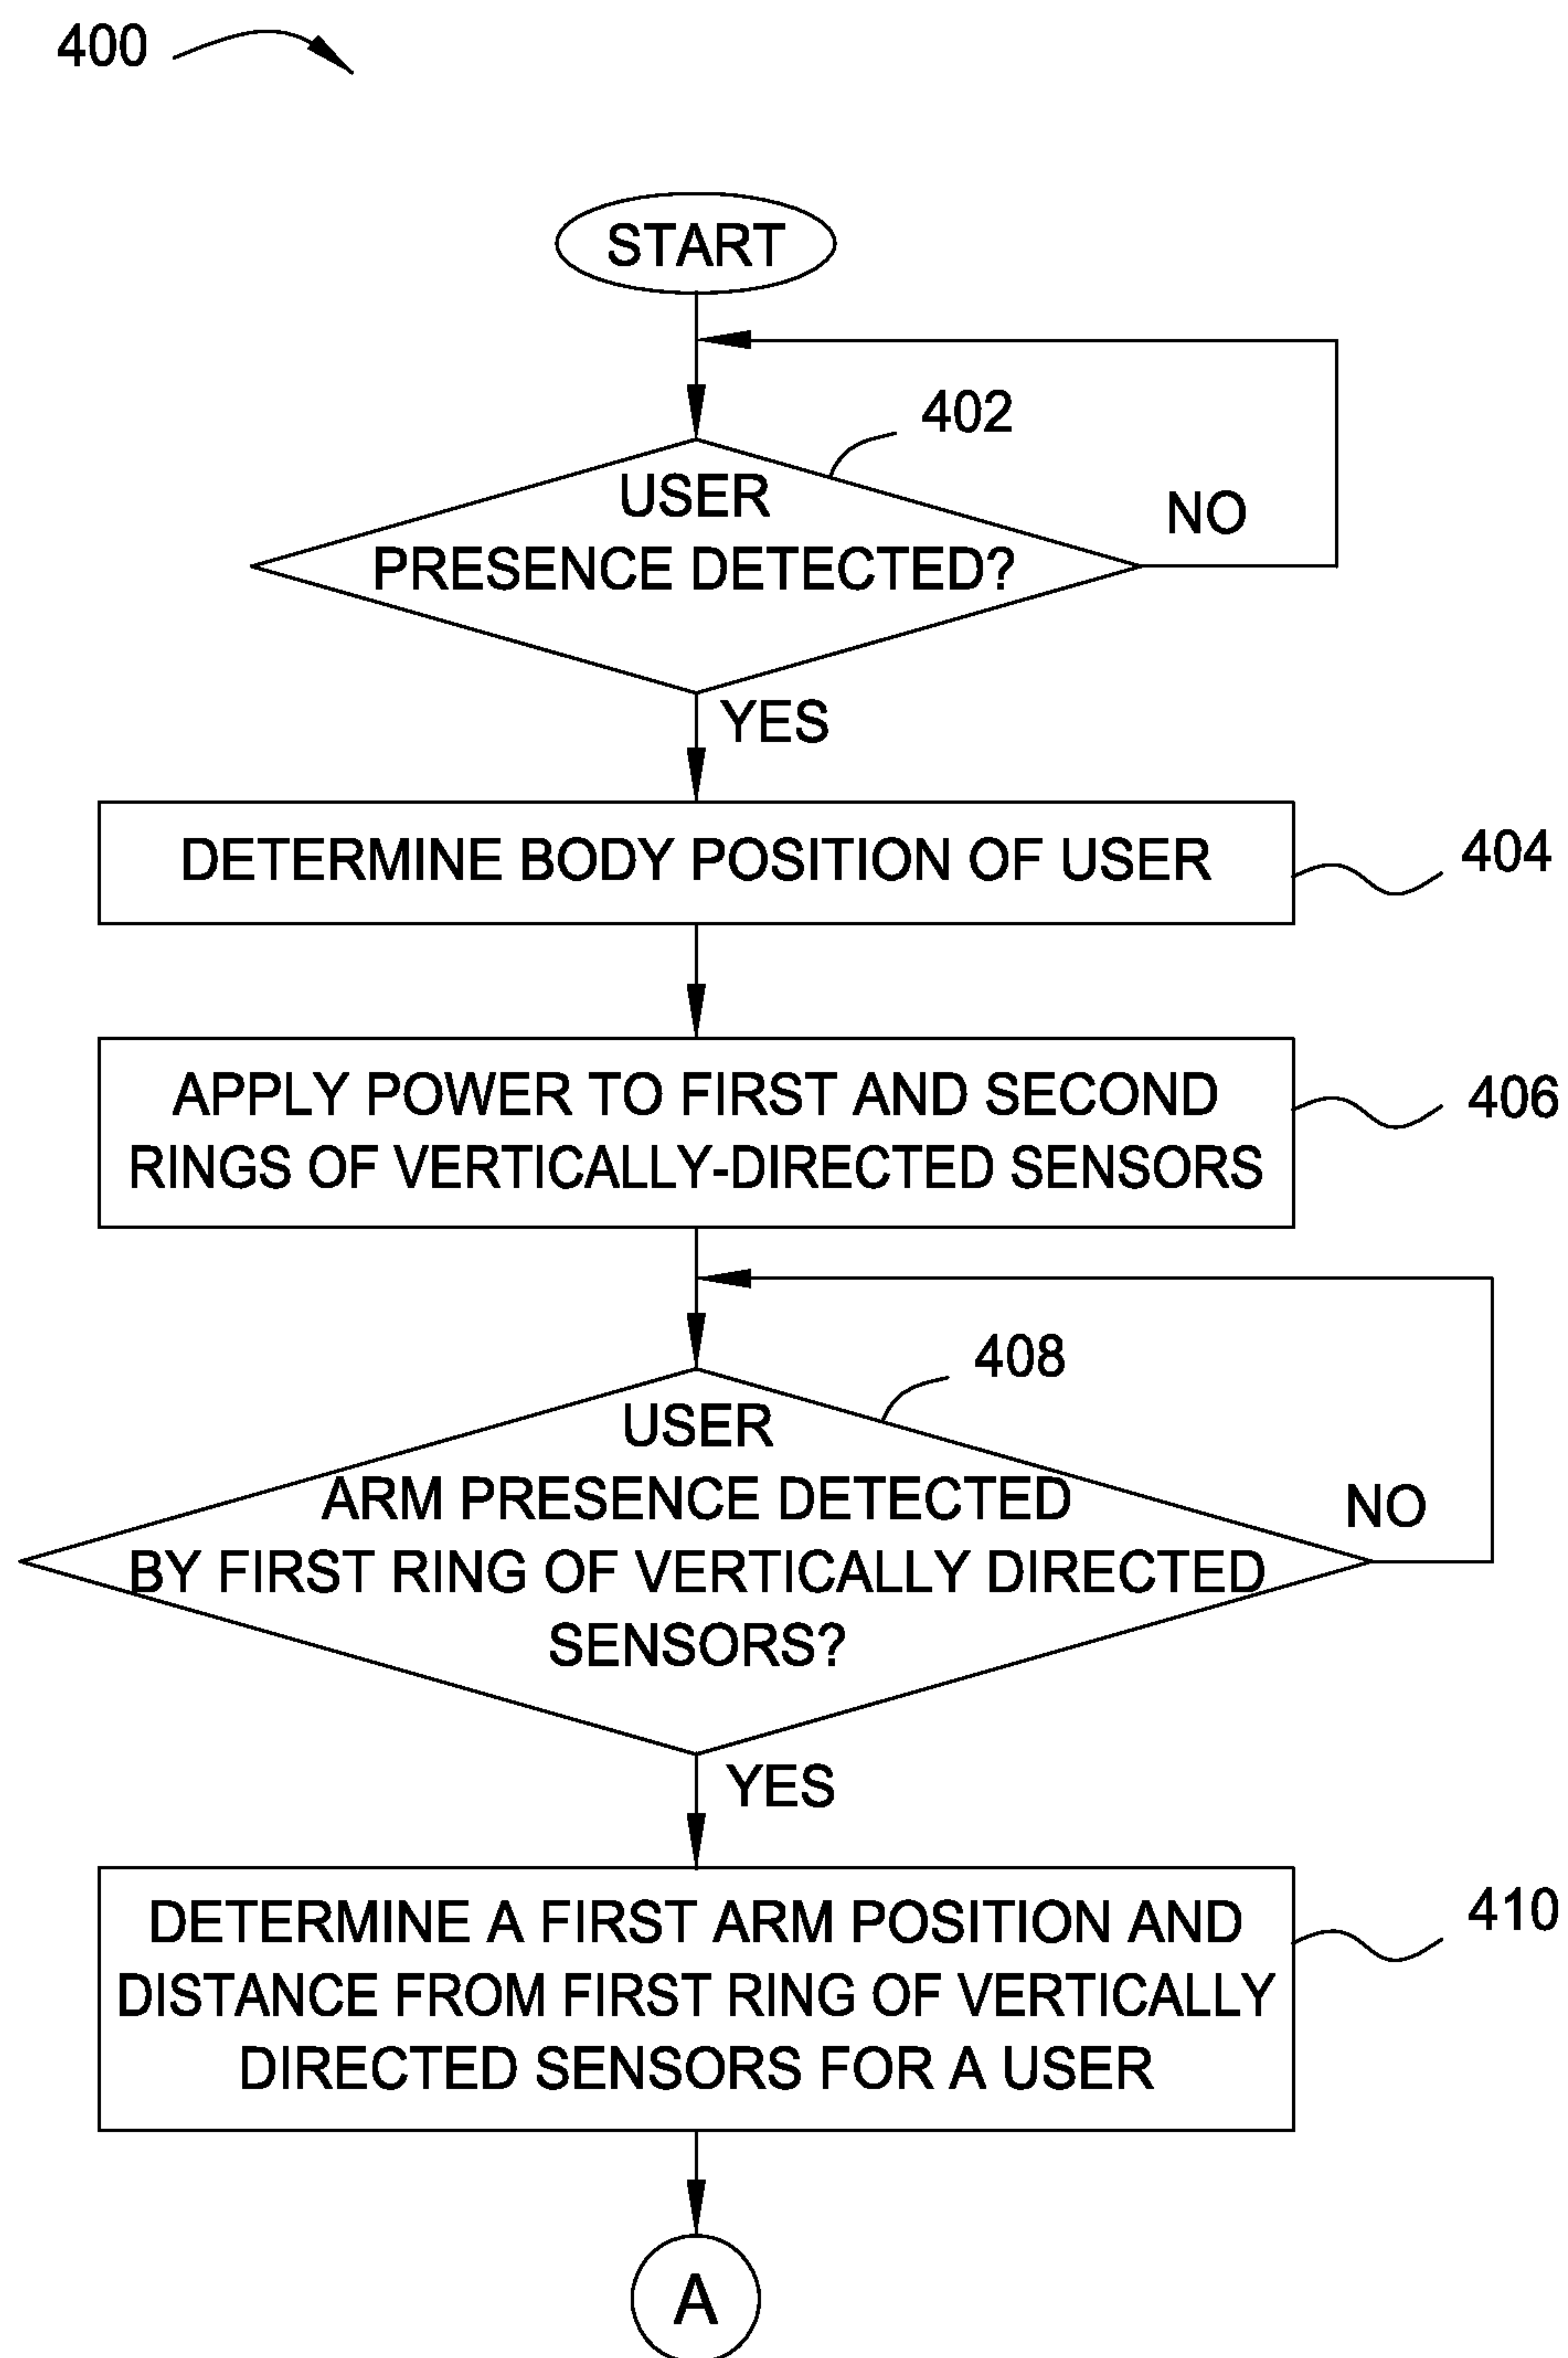 400
START
402
USER
PRESENCE DETECTED?
NO
YES
DETERMINE BODY POSITION OF USER
404
APPLY POWER TO FIRST AND SECOND
RINGS OF VERTICALLY-DIRECTED SENSORS
406
408
USER
ARM PRESENCE DETECTED
BY FIRST RING OF VERTICALLY DIRECTED
SENSORS?
NO
YES
DETERMINE A FIRST ARM POSITION AND
DISTANCE FROM FIRST RING OF VERTICALLY
DIRECTED SENSORS FOR A USER
410
A